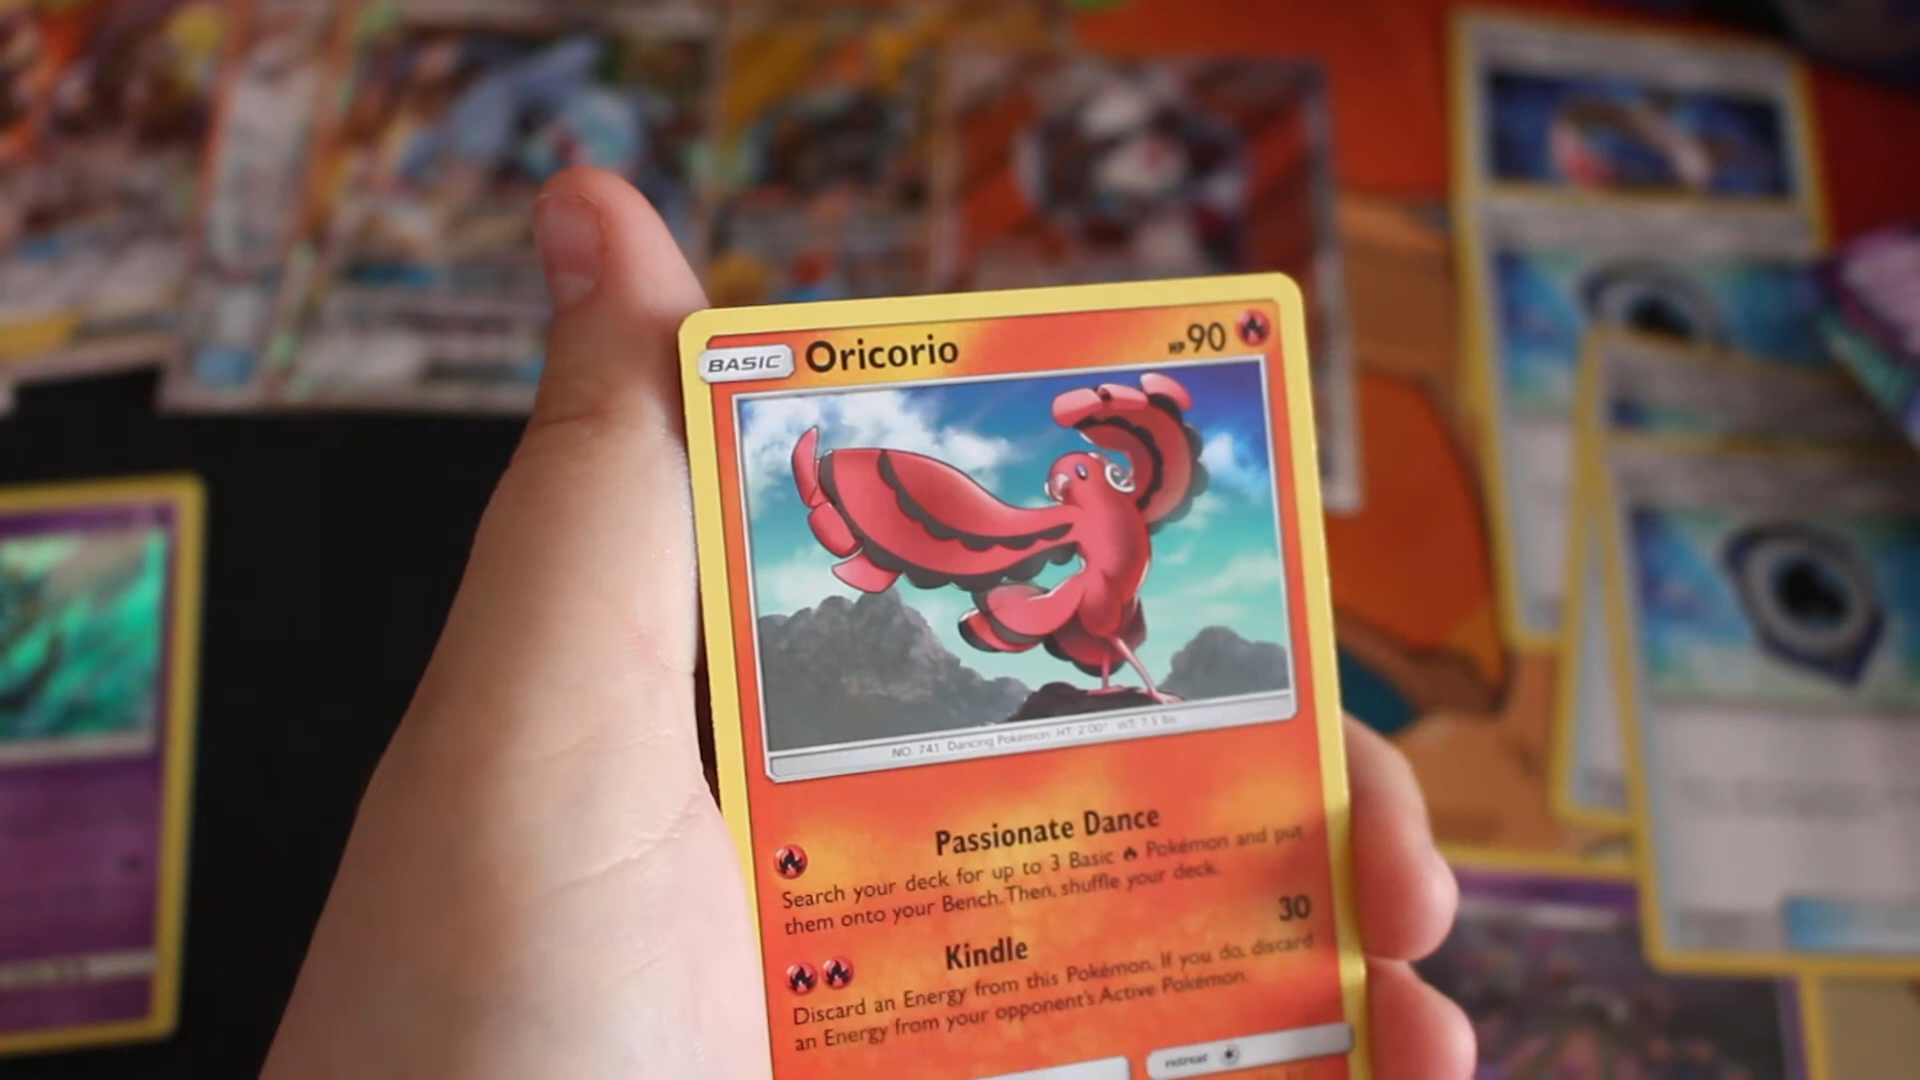 BASIC Oricorio HP 90
NO. 741 Dancing Pokémon HT: 2'00" WT: 7.5 lbs.
Passionate Dance
Search your deck for up to 3 Basic Pokémon and put
them onto your Bench. Then, shuffle your deck.
Kindle 30
Discard an Energy from this Pokémon. If you do, discard
an Energy from your opponent's Active Pokémon.
retreat